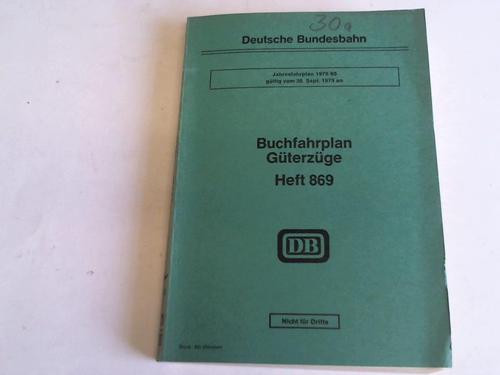 30a
Deutsche Bundesbahn
Jahresfahrplan 1979/80
gültig vom 30. Sept. 1979 an
Buchfahrplan
Güterzüge
Heft 869
DB
Nicht für Dritte